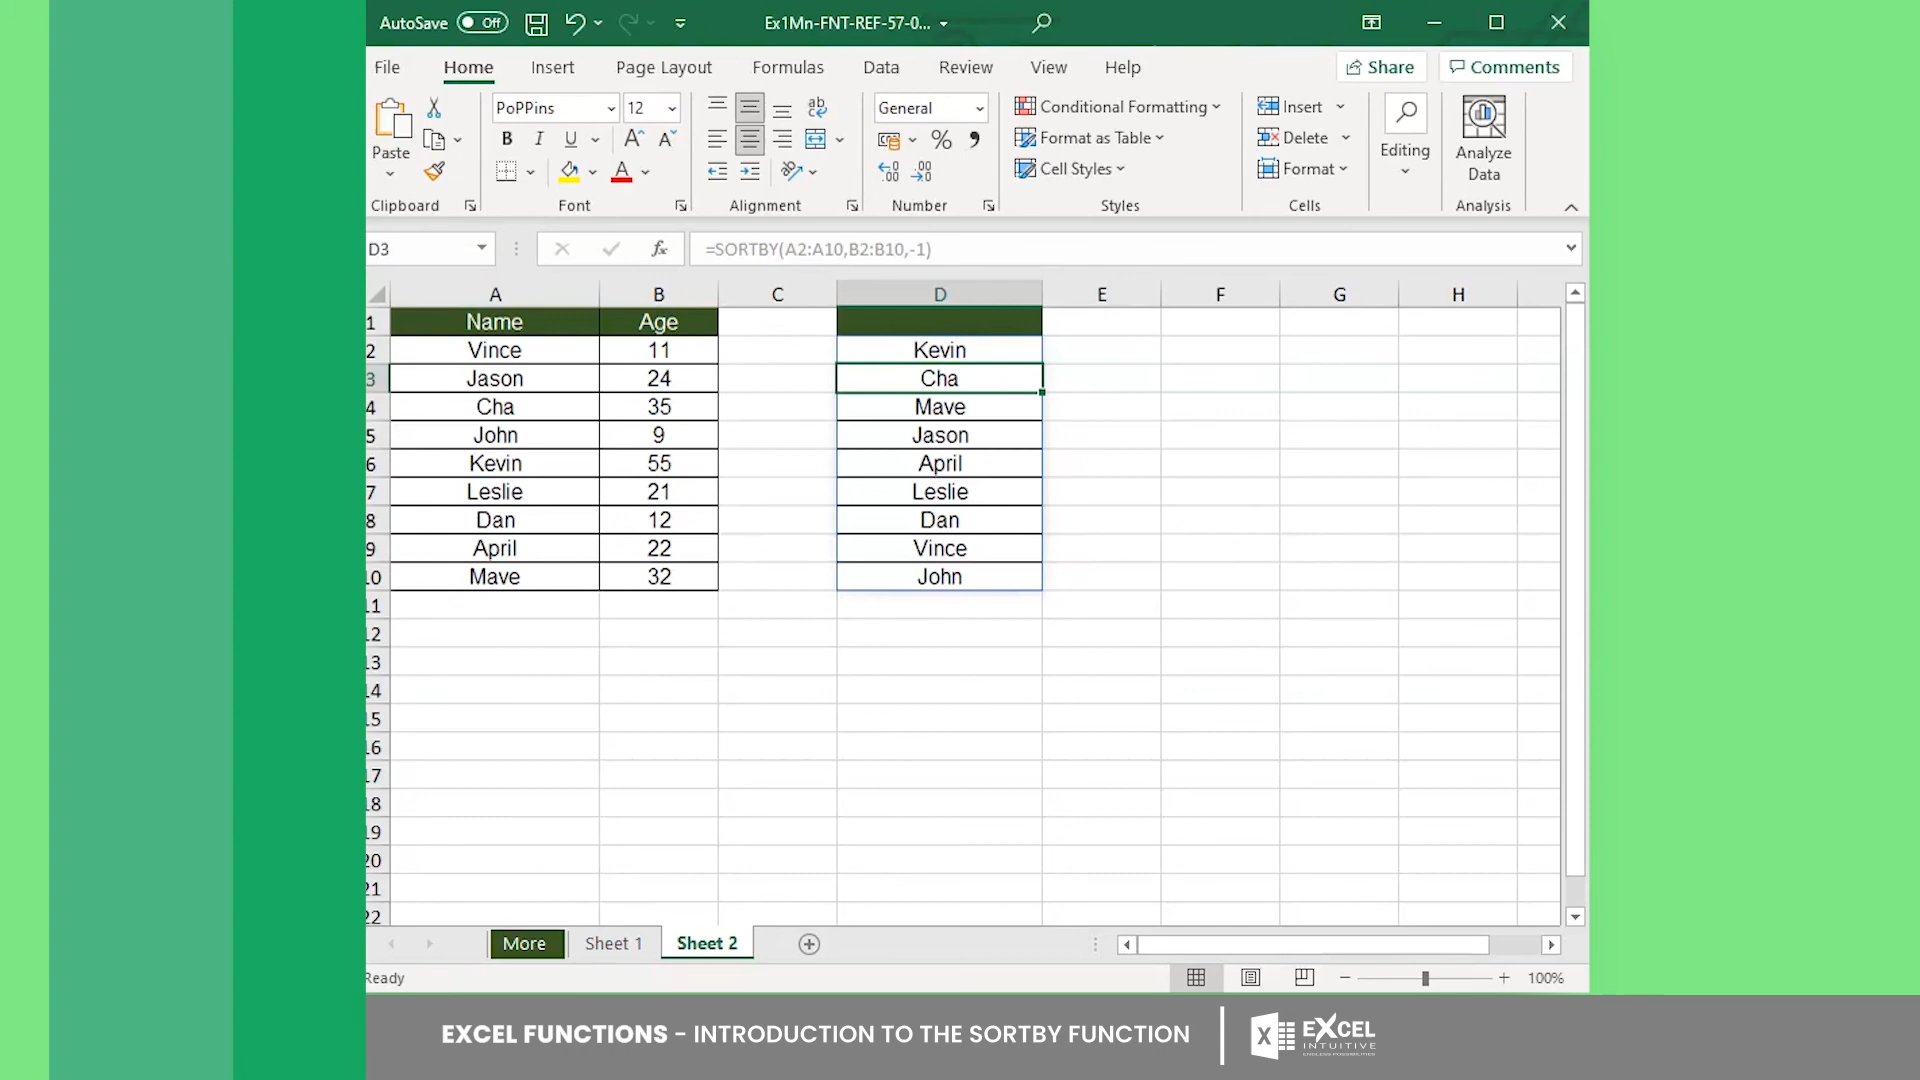 AutoSave Off Ex1Mn-FNT-REF-57-0...
File Home Insert Page Layout Formulas Data Review View Help Share Comments
PoPPins 12 General Conditional Formatting Insert
B I U A A % Format as Table Delete
Paste Editing Analyze Data
A Cell Styles Format
Clipboard Font Alignment Number Styles Cells Analysis
D3 fx =SORTBY(A2:A10,B2:B10,-1)
A B C D E F G H
1 Name Age
2 Vince 11 Kevin
3 Jason 24 Cha
4 Cha 35 Mave
5 John 9 Jason
6 Kevin 55 April
7 Leslie 21 Leslie
8 Dan 12 Dan
9 April 22 Vince
10 Mave 32 John
11
12
13
14
15
16
17
18
19
20
21
22
More Sheet 1 Sheet 2
Ready 100%
EXCEL FUNCTIONS - INTRODUCTION TO THE SORTBY FUNCTION
X EXCEL
INTUITIVE
ENDLESS POSSIBILITIES